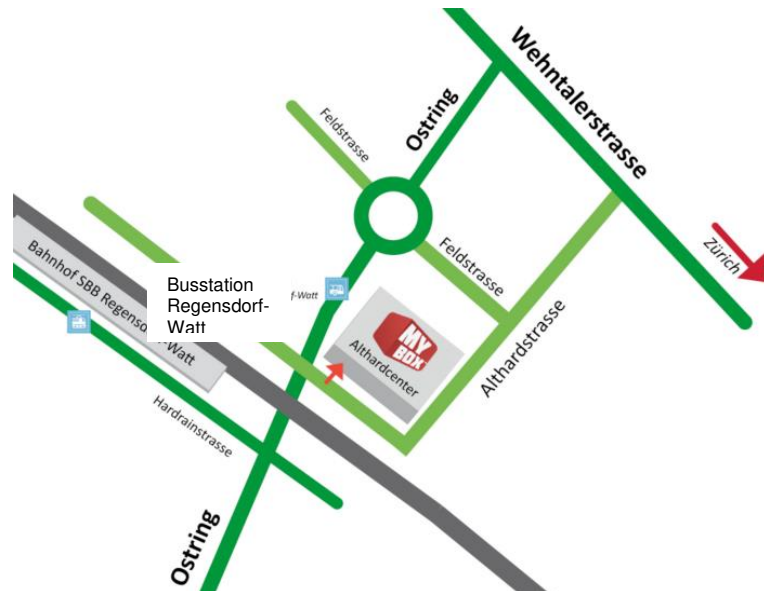 Wehntalerstrasse
Ostring
Feldstrasse
Feldstrasse
Zürich
Bahnhof SBB Regensdorf-Watt
Busstation
Regensdorf-
Watt
f-Watt
MY
BOX
Althardcenter
Althardstrasse
Hardrainstrasse
Ostring